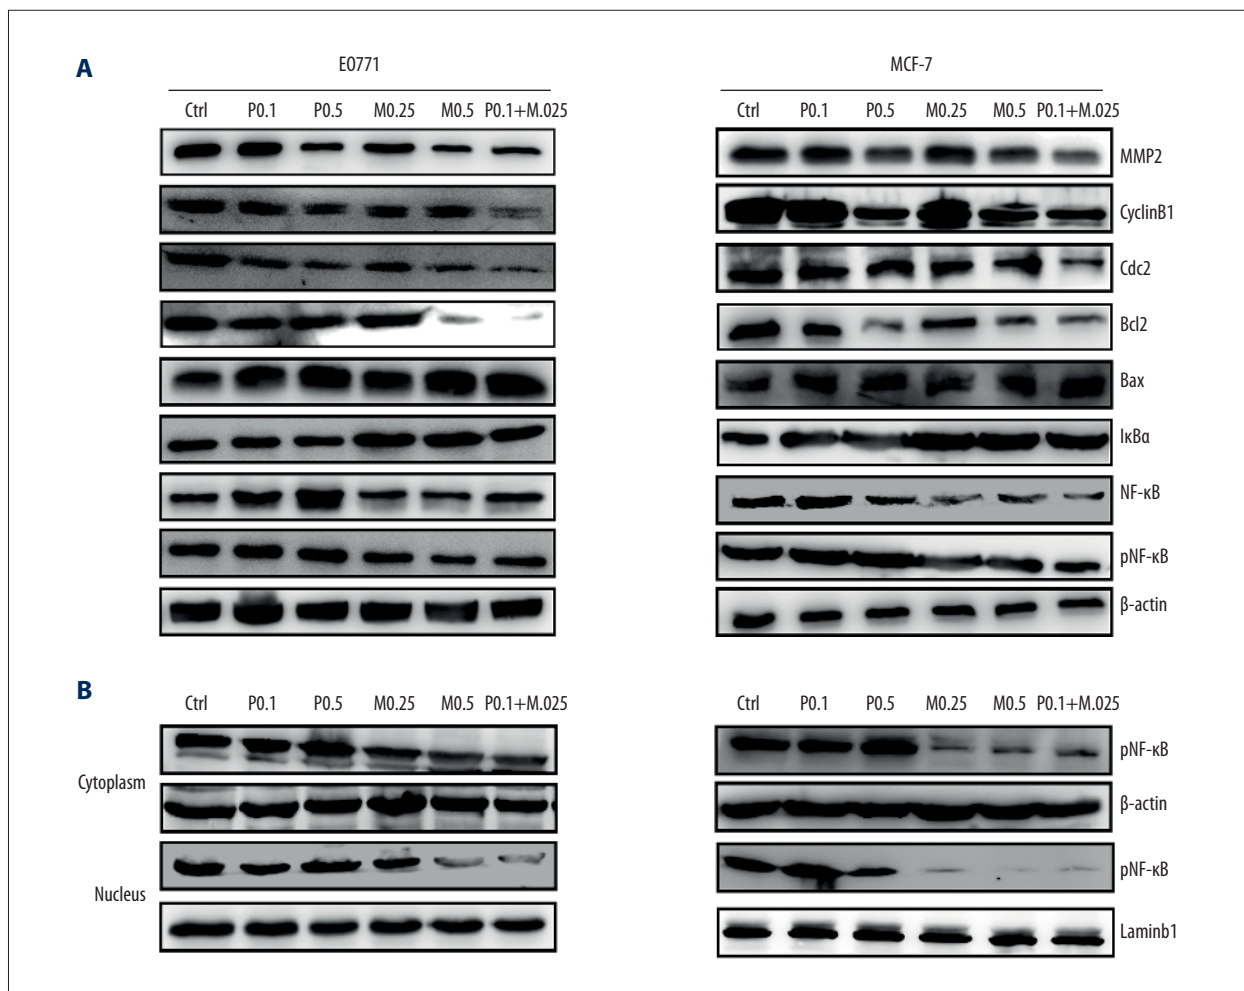 A
E0771
MCF-7
Ctrl P0.1 P0.5 M0.25 M0.5 P0.1+M.025
Ctrl P0.1 P0.5 M0.25 M0.5 P0.1+M.025
MMP2
CyclinB1
Cdc2
Bcl2
Bax
IκBα
NF-κB
pNF-κB
β-actin
B
Ctrl P0.1 P0.5 M0.25 M0.5 P0.1+M.025
Ctrl P0.1 P0.5 M0.25 M0.5 P0.1+M.025
Cytoplasm
pNF-κB
β-actin
Nucleus
pNF-κB
Laminb1